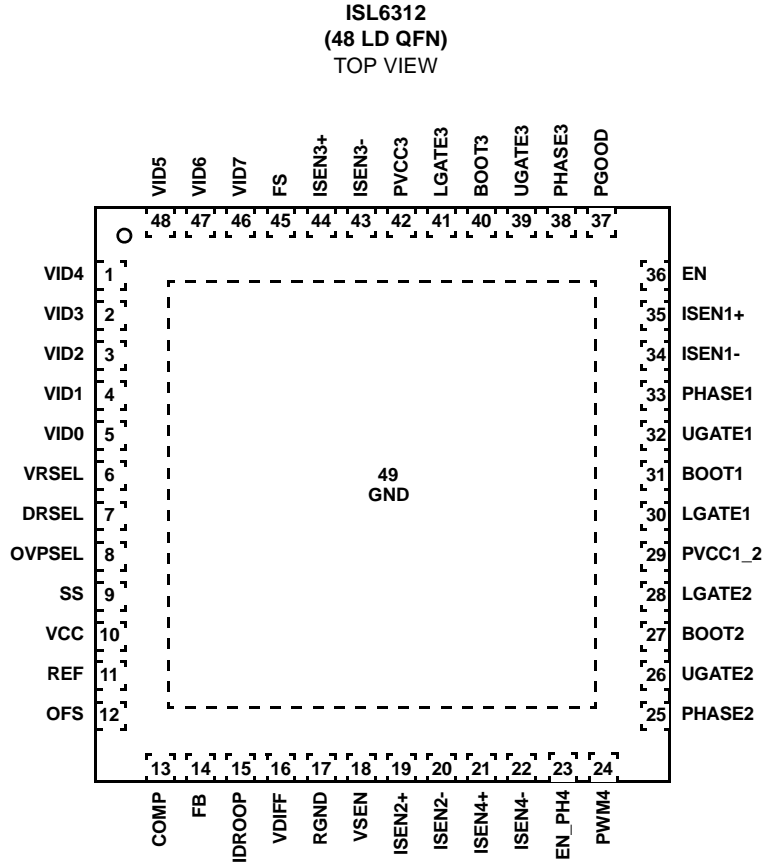 ISL6312
(48 LD QFN)
TOP VIEW
VID5
VID6
VID7
FS
ISEN3+
ISEN3-
PVCC3
LGATE3
BOOT3
UGATE3
PHASE3
PGOOD
48 47 46 45 44 43 42 41 40 39 38 37
VID4 1
VID3 2
VID2 3
VID1 4
VID0 5
VRSEL 6
DRSEL 7
OVPSEL 8
SS 9
VCC 10
REF 11
OFS 12
49
GND
36 EN
35 ISEN1+
34 ISEN1-
33 PHASE1
32 UGATE1
31 BOOT1
30 LGATE1
29 PVCC1_2
28 LGATE2
27 BOOT2
26 UGATE2
25 PHASE2
13 14 15 16 17 18 19 20 21 22 23 24
COMP
FB
IDROOP
VDIFF
RGND
VSEN
ISEN2+
ISEN2-
ISEN4+
ISEN4-
EN_PH4
PWM4